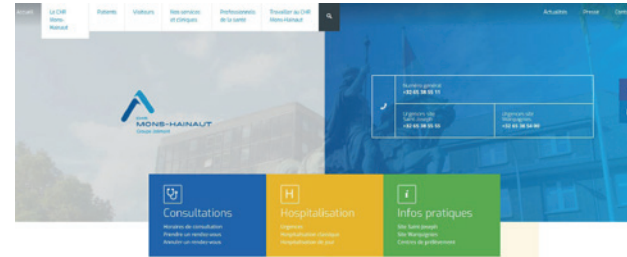 Accueil
Le CHR
Mons-
Hainaut
Patients
Visiteurs
Nos services
et cliniques
Professionnels
de la santé
Travailler au CHR
Mons-Hainaut
Actualités
Presse
Numéro général
Urgences site
Saint Joseph
Urgences site
Warquignies
MONS-HAINAUT
Groupe Jolimont
Consultations
Horaires de consultation
Prendre un rendez-vous
Annuler un rendez-vous
H
Hospitalisation
Urgences
Hospitalisation classique
Hospitalisation de jour
i
Infos pratiques
Site Saint Joseph
Site Warquignies
Centres de prélèvement